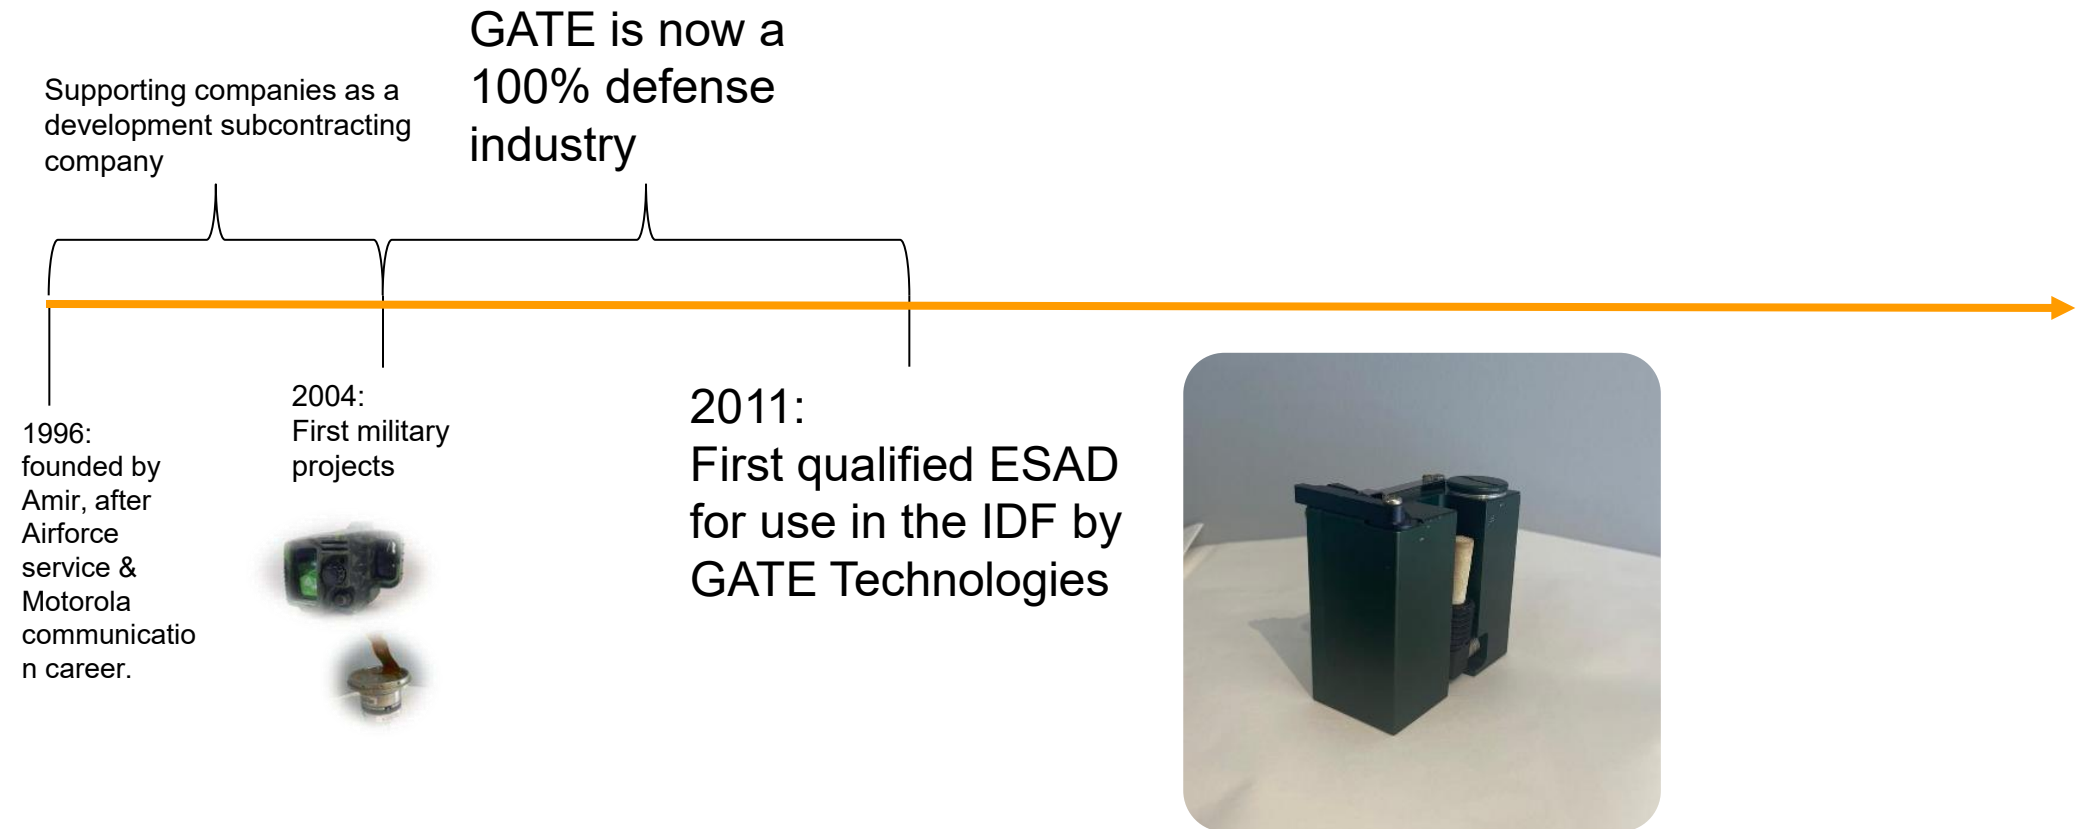 GATE is now a
100% defense
industry
Supporting companies as a
development subcontracting
company
1996:
founded by
Amir, after
Airforce
service &
Motorola
communicatio
n career.
2004:
First military
projects
2011:
First qualified ESAD
for use in the IDF by
GATE Technologies